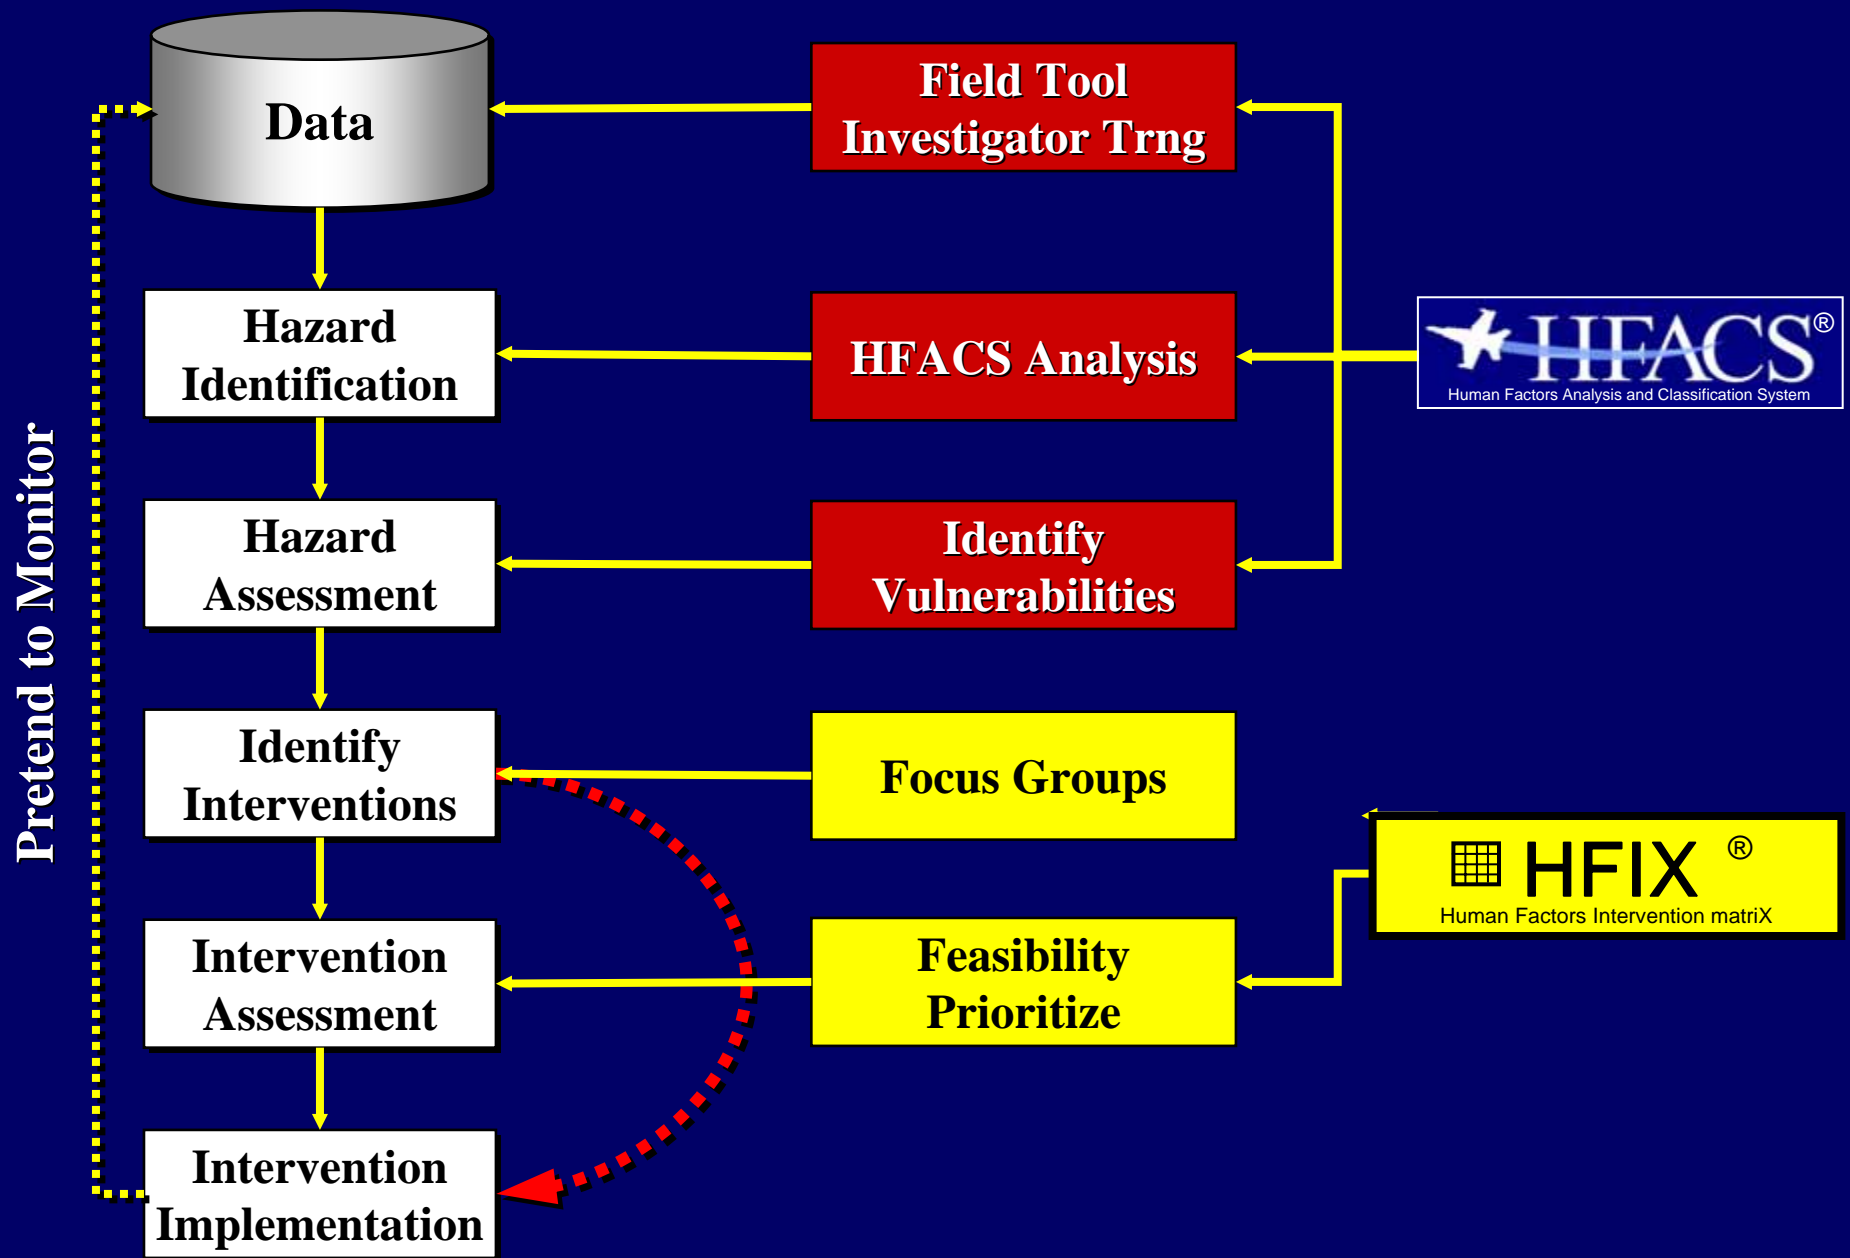 Data
Field Tool
Investigator Trng
Hazard
Identification
HFACS Analysis
HFACS®
Human Factors Analysis and Classification System
Pretend to Monitor
Hazard
Assessment
Identify
Vulnerabilities
Identify
Interventions
Focus Groups
HFIX ®
Human Factors Intervention matriX
Intervention
Assessment
Feasibility
Prioritize
Intervention
Implementation